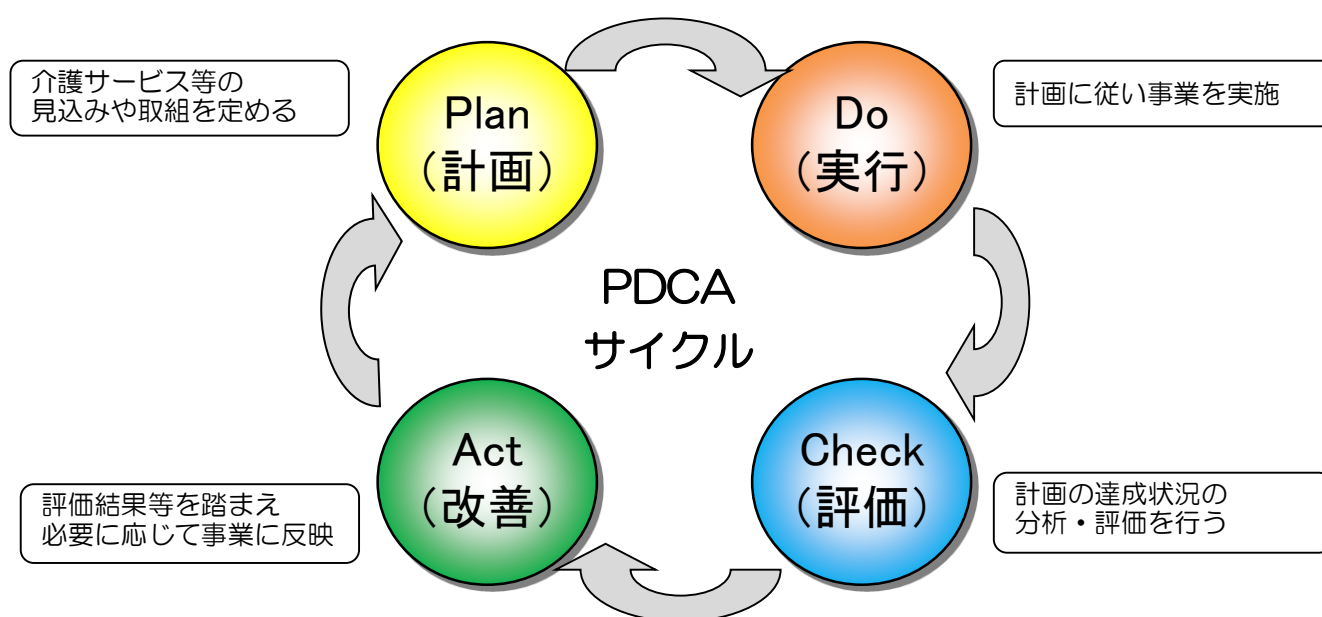 介護サービス等の
見込みや取組を定める
Plan
（計画）
Do
（実行）
計画に従い事業を実施
PDCA
サイクル
評価結果等を踏まえ
必要に応じて事業に反映
Act
（改善）
Check
（評価）
計画の達成状況の
分析・評価を行う